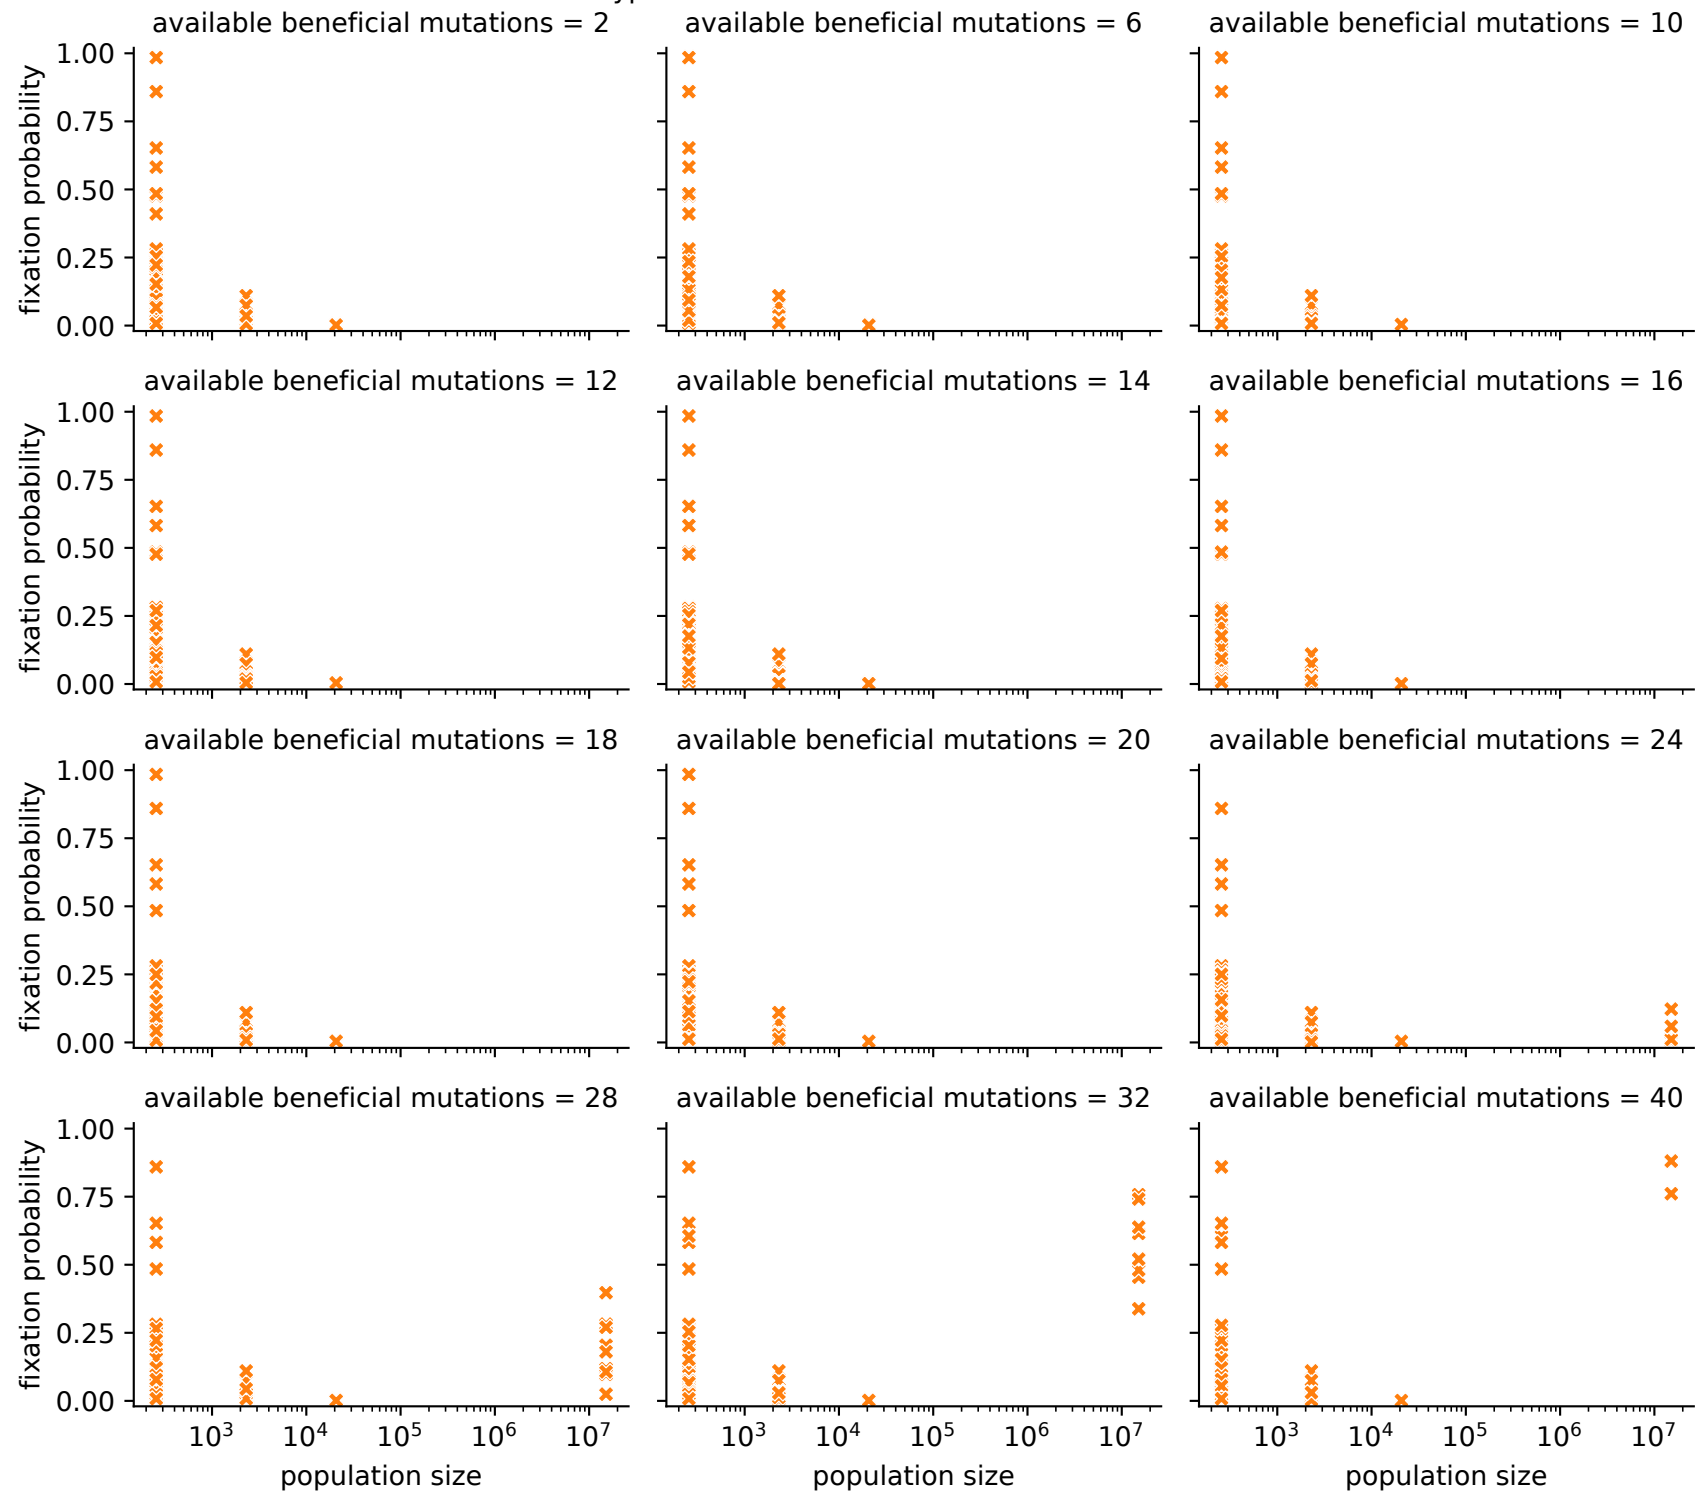 available beneficial mutations = 2
available beneficial mutations = 6
available beneficial mutations = 10
fixation probability
1.00
0.75
0.50
0.25
0.00
available beneficial mutations = 12
available beneficial mutations = 14
available beneficial mutations = 16
fixation probability
1.00
0.75
0.50
0.25
0.00
available beneficial mutations = 18
available beneficial mutations = 20
available beneficial mutations = 24
fixation probability
1.00
0.75
0.50
0.25
0.00
available beneficial mutations = 28
available beneficial mutations = 32
available beneficial mutations = 40
fixation probability
1.00
0.75
0.50
0.25
0.00
10³ 10⁴ 10⁵ 10⁶ 10⁷
10³ 10⁴ 10⁵ 10⁶ 10⁷
10³ 10⁴ 10⁵ 10⁶ 10⁷
population size
population size
population size